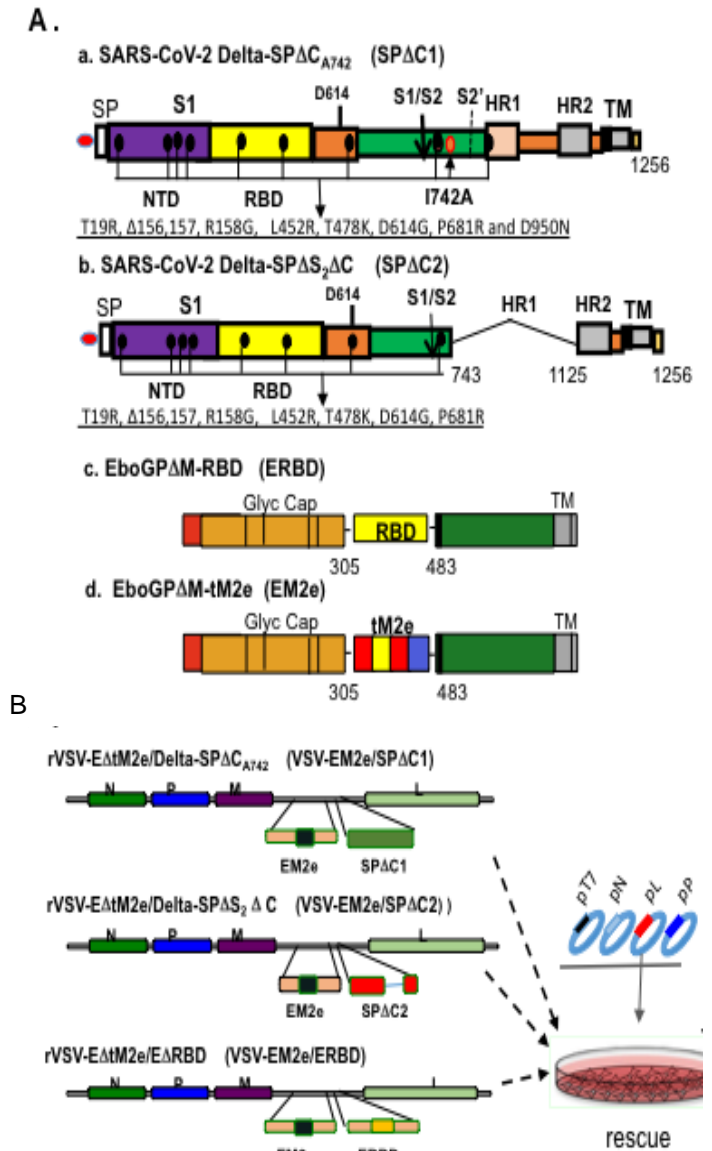 A .
a. SARS-CoV-2 Delta-SPΔC_A742 (SPΔC1)
SP S1 D614 S1/S2 S2' HR1 HR2 TM
1256
NTD RBD I742A
T19R, Δ156,157, R158G, L452R, T478K, D614G, P681R and D950N
b. SARS-CoV-2 Delta-SPΔS₂ΔC (SPΔC2)
SP S1 D614 S1/S2 HR1 HR2 TM
743 1125 1256
NTD RBD
T19R, Δ156,157, R158G, L452R, T478K, D614G, P681R
c. EboGPΔM-RBD (ERBD)
Glyc Cap TM
RBD
305 483
d. EboGPΔM-tM2e (EM2e)
Glyc Cap tM2e TM
305 483
B
rVSV-EΔtM2e/Delta-SPΔC_A742 (VSV-EM2e/SPΔC1)
N P M L
EM2e SPΔC1
pT7 pN pL pP
rVSV-EΔtM2e/Delta-SPΔS₂ Δ C (VSV-EM2e/SPΔC2) )
N P M L
EM2e SPΔC2
rVSV-EΔtM2e/EΔRBD (VSV-EM2e/ERBD)
N P M L
EM2e ERBD
rescue